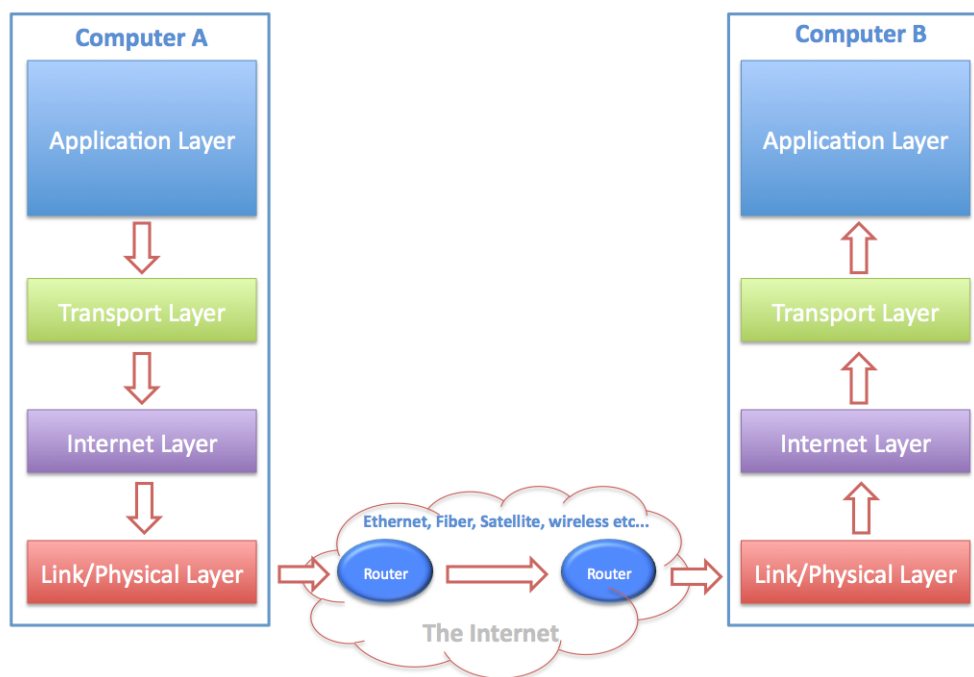 Computer A
Application Layer
Transport Layer
Internet Layer
Link/Physical Layer
Ethernet, Fiber, Satellite, wireless etc...
Router
Router
The Internet
Computer B
Application Layer
Transport Layer
Internet Layer
Link/Physical Layer